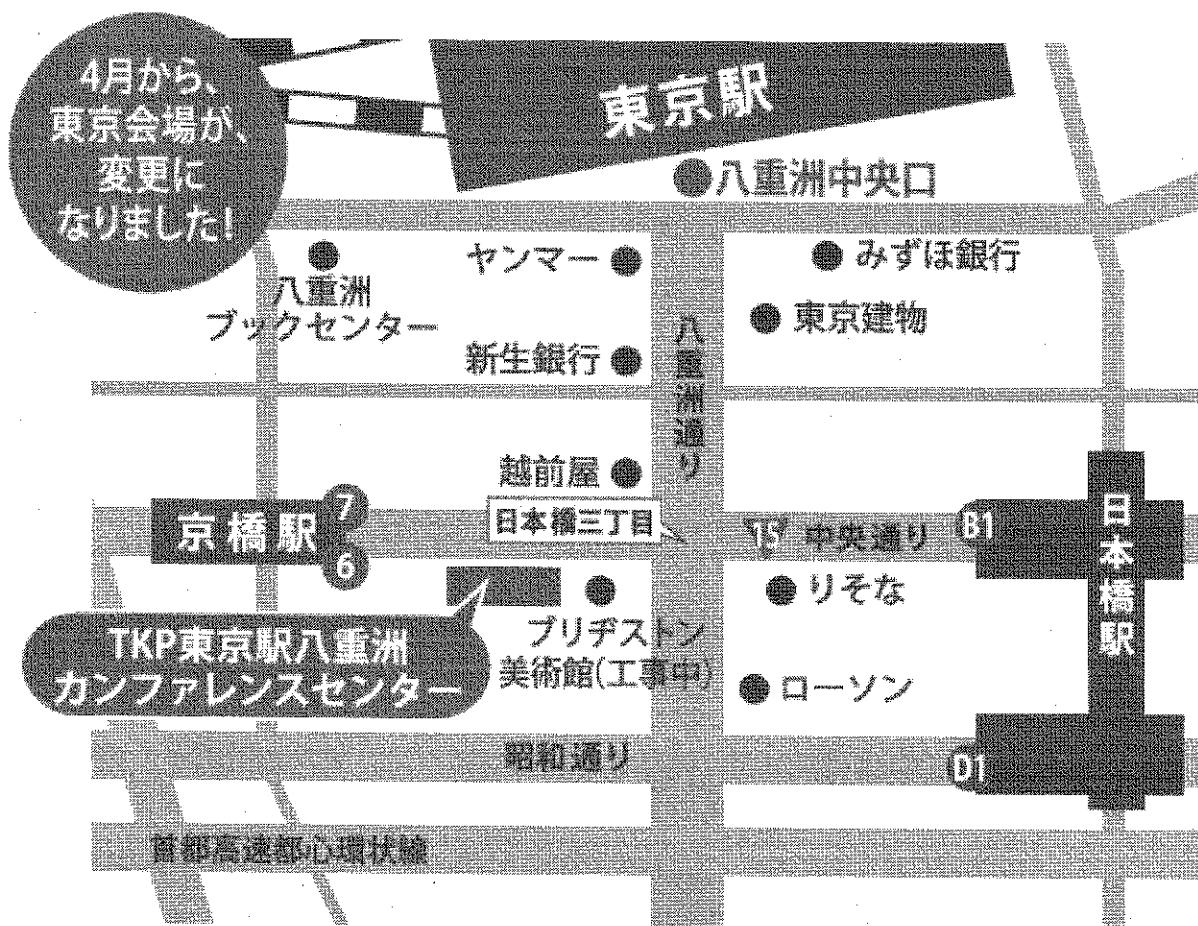 4月から、
東京会場が、
変更に
なりました!
東京駅
八重洲中央口
八重洲
ブックセンター
ヤンマー
みずほ銀行
東京建物
新生銀行
八重洲通り
越前屋
日本橋三丁目
京橋駅
7
6
15
中央通り
B1
日本橋駅
りそな
ブリヂストン
美術館(工事中)
TKP東京駅八重洲
カンファレンスセンター
ローソン
昭和通り
D1
首都高速都心環状線